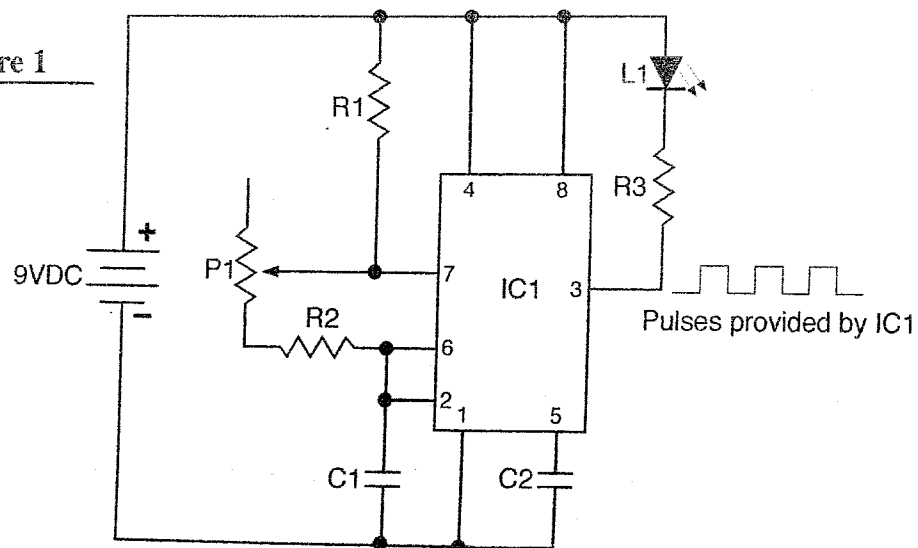 re 1
L1
R1
4
8
R3
+
P1
9VDC
7
IC1
3
-
R2
Pulses provided by IC1
6
2
1
5
C1
C2